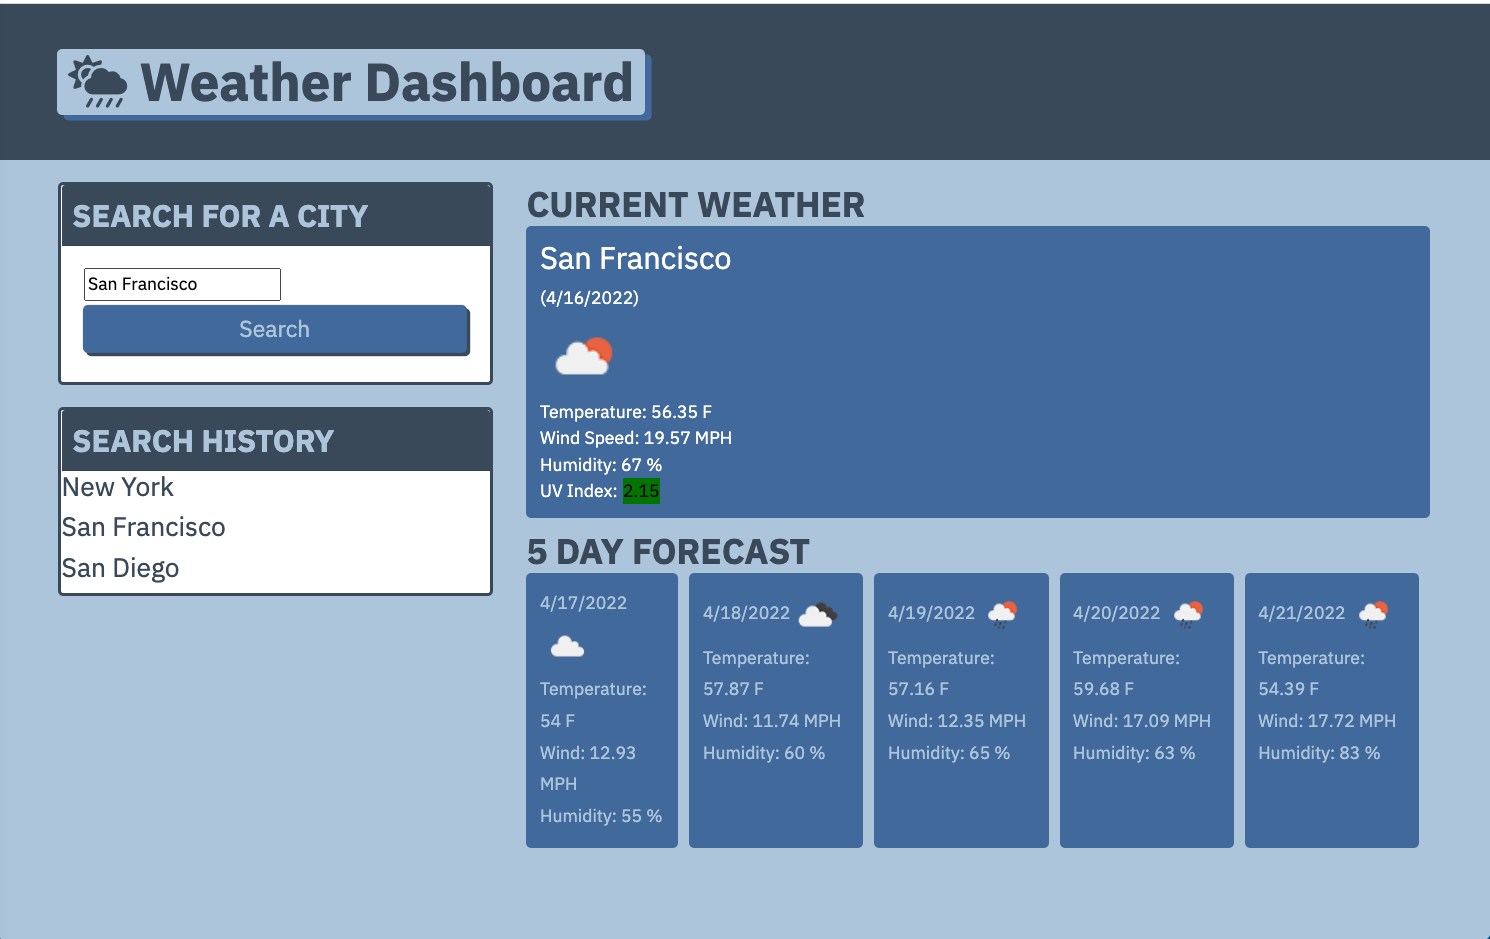 Weather Dashboard
SEARCH FOR A CITY
San Francisco
Search
SEARCH HISTORY
New York
San Francisco
San Diego
CURRENT WEATHER
San Francisco
(4/16/2022)
Temperature: 56.35 F
Wind Speed: 19.57 MPH
Humidity: 67 %
UV Index: 2.15
5 DAY FORECAST
4/17/2022
Temperature:
54 F
Wind: 12.93
MPH
Humidity: 55 %
4/18/2022
Temperature:
57.87 F
Wind: 11.74 MPH
Humidity: 60 %
4/19/2022
Temperature:
57.16 F
Wind: 12.35 MPH
Humidity: 65 %
4/20/2022
Temperature:
59.68 F
Wind: 17.09 MPH
Humidity: 63 %
4/21/2022
Temperature:
54.39 F
Wind: 17.72 MPH
Humidity: 83 %